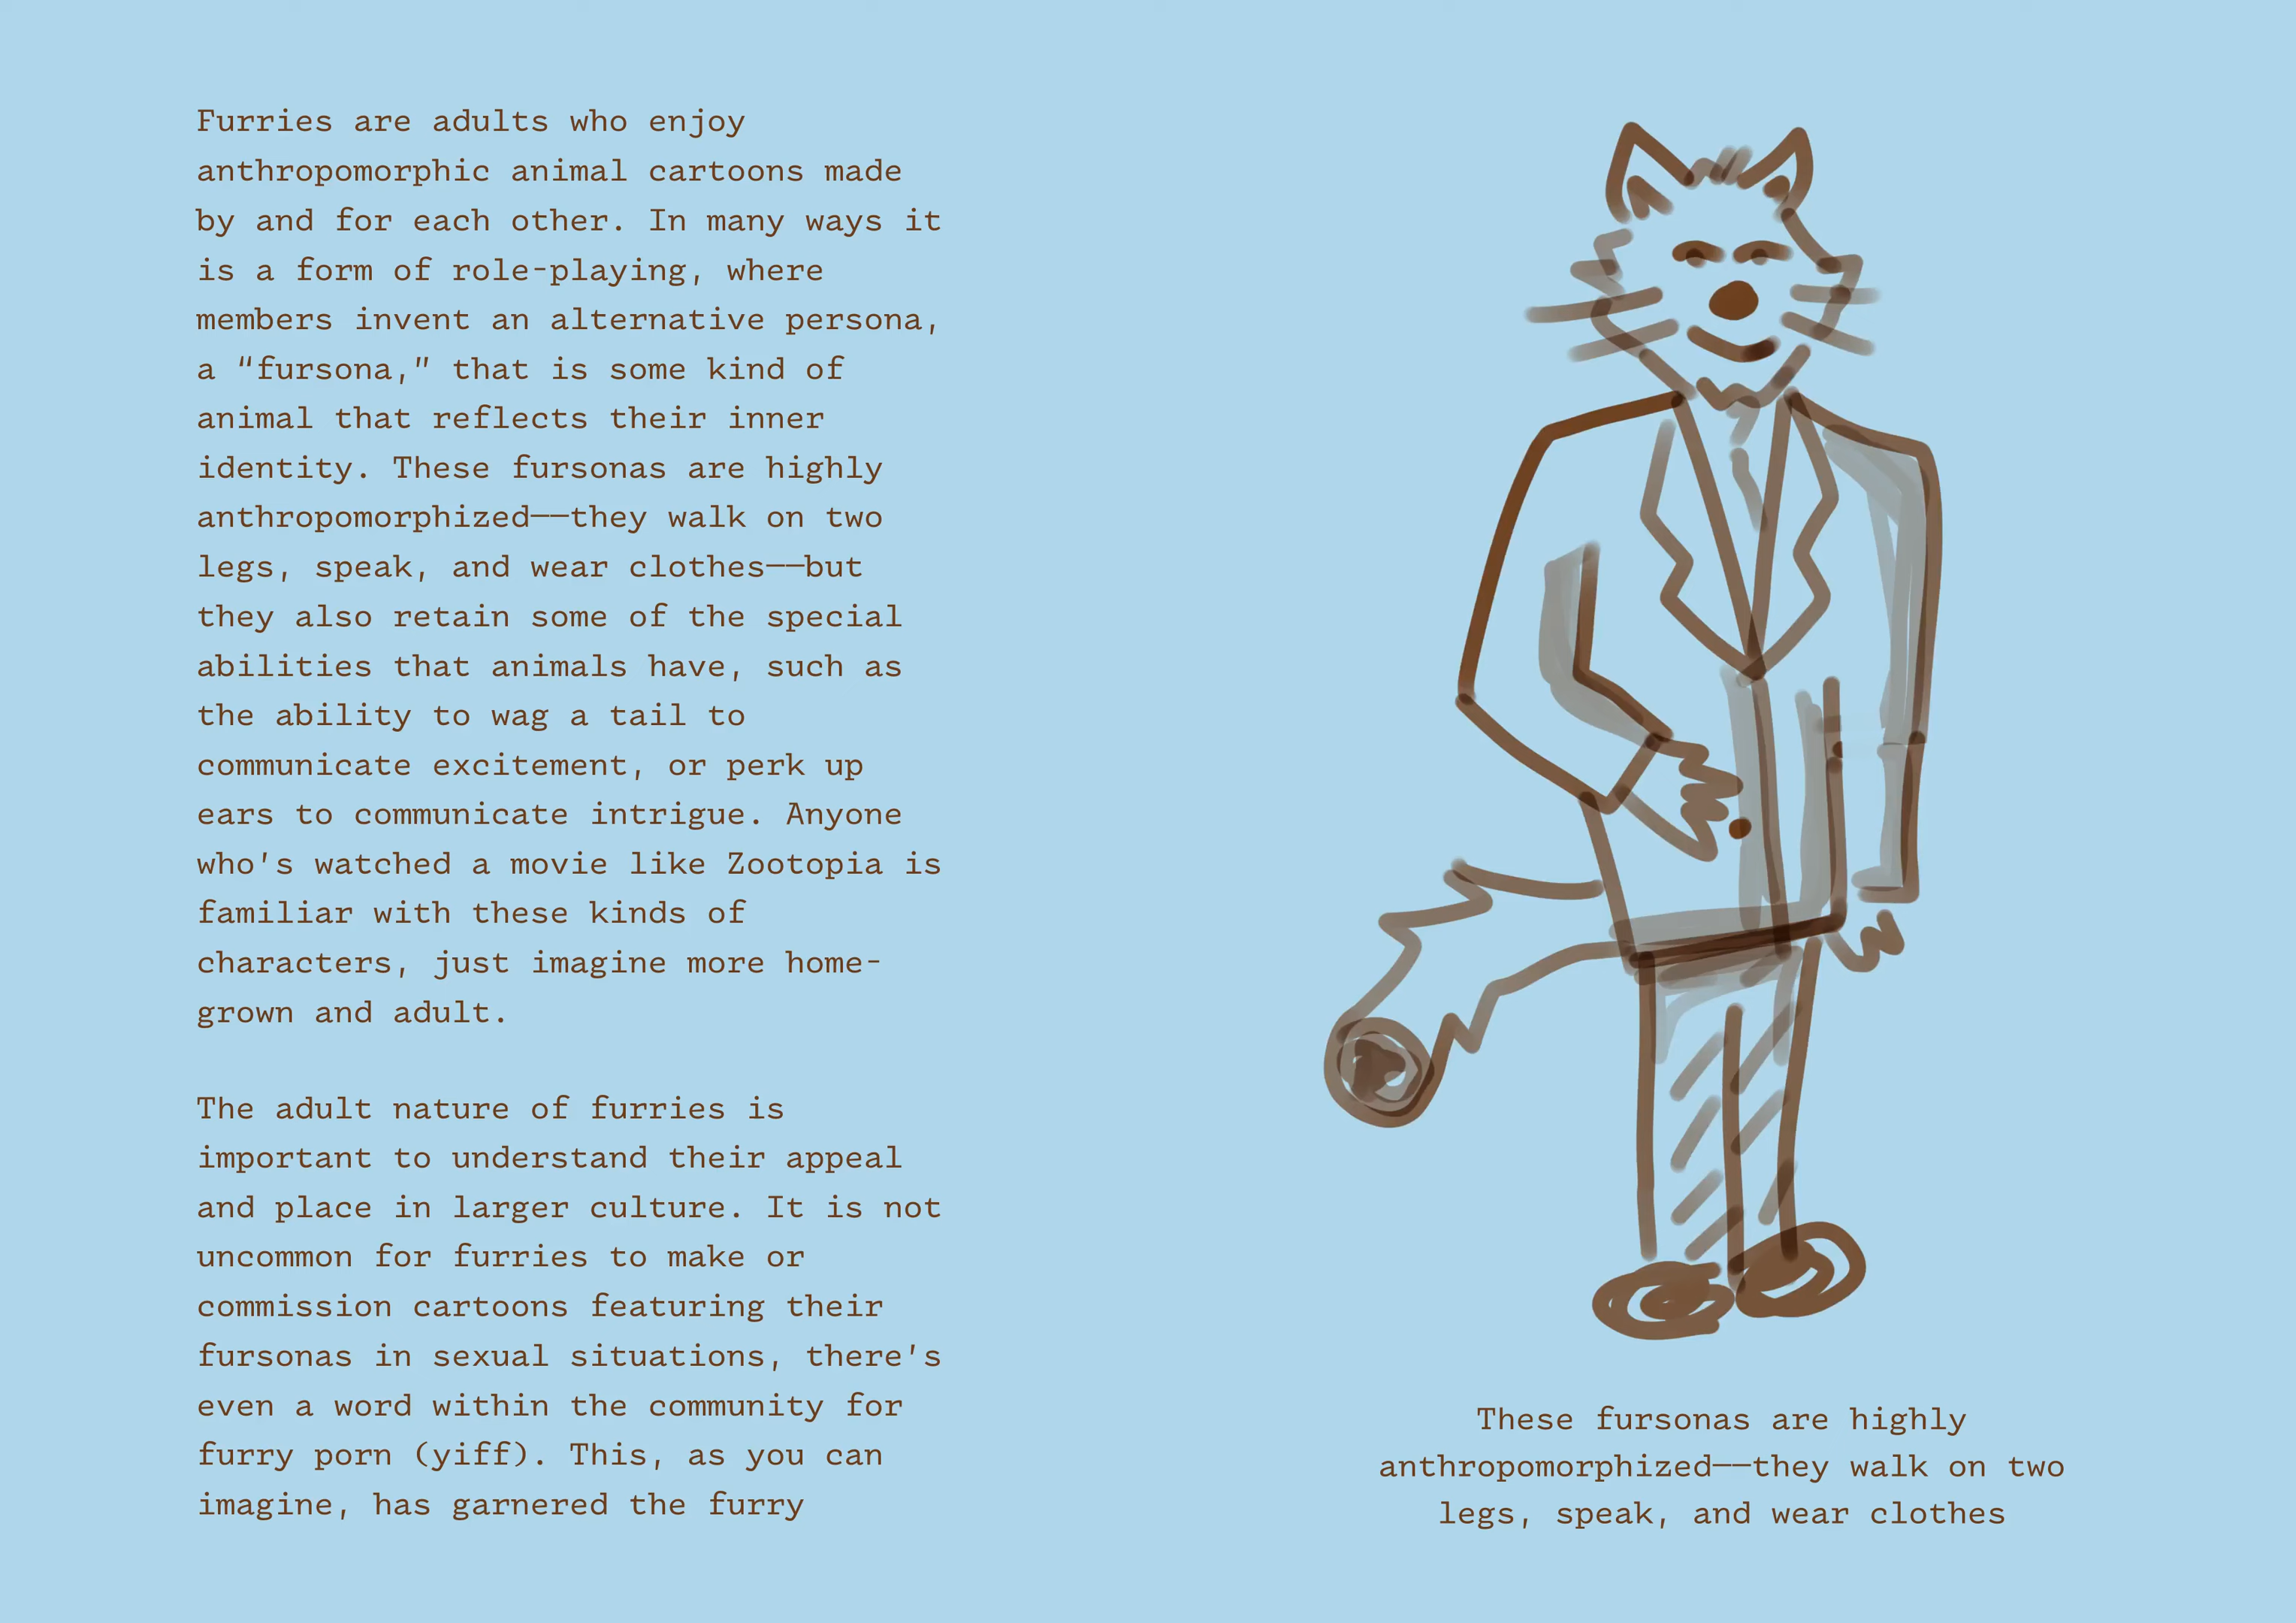 Furries are adults who enjoy
anthropomorphic animal cartoons made
by and for each other. In many ways it
is a form of role-playing, where
members invent an alternative persona,
a “fursona,” that is some kind of
animal that reflects their inner
identity. These fursonas are highly
anthropomorphized——they walk on two
legs, speak, and wear clothes——but
they also retain some of the special
abilities that animals have, such as
the ability to wag a tail to
communicate excitement, or perk up
ears to communicate intrigue. Anyone
who's watched a movie like Zootopia is
familiar with these kinds of
characters, just imagine more home-
grown and adult.
The adult nature of furries is
important to understand their appeal
and place in larger culture. It is not
uncommon for furries to make or
commission cartoons featuring their
fursonas in sexual situations, there's
even a word within the community for
furry porn (yiff). This, as you can
imagine, has garnered the furry
These fursonas are highly
anthropomorphized——they walk on two
legs, speak, and wear clothes